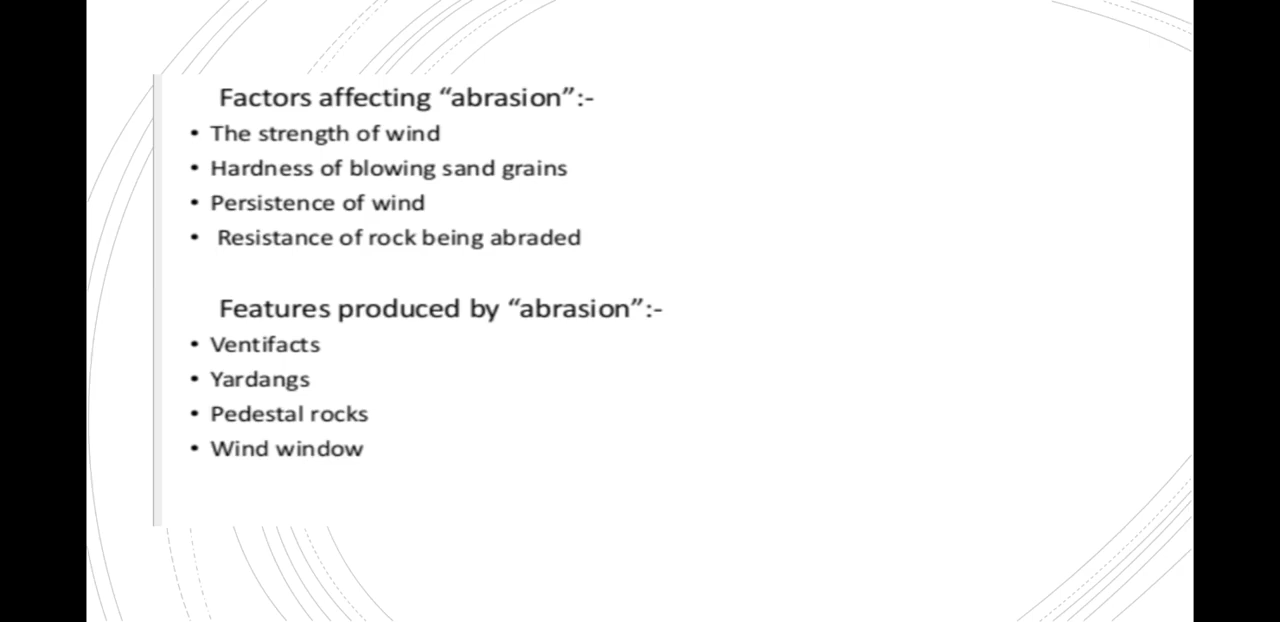 Factors affecting “abrasion”:-
• The strength of wind
• Hardness of blowing sand grains
• Persistence of wind
• Resistance of rock being abraded
Features produced by “abrasion”:-
• Ventifacts
• Yardangs
• Pedestal rocks
• Wind window